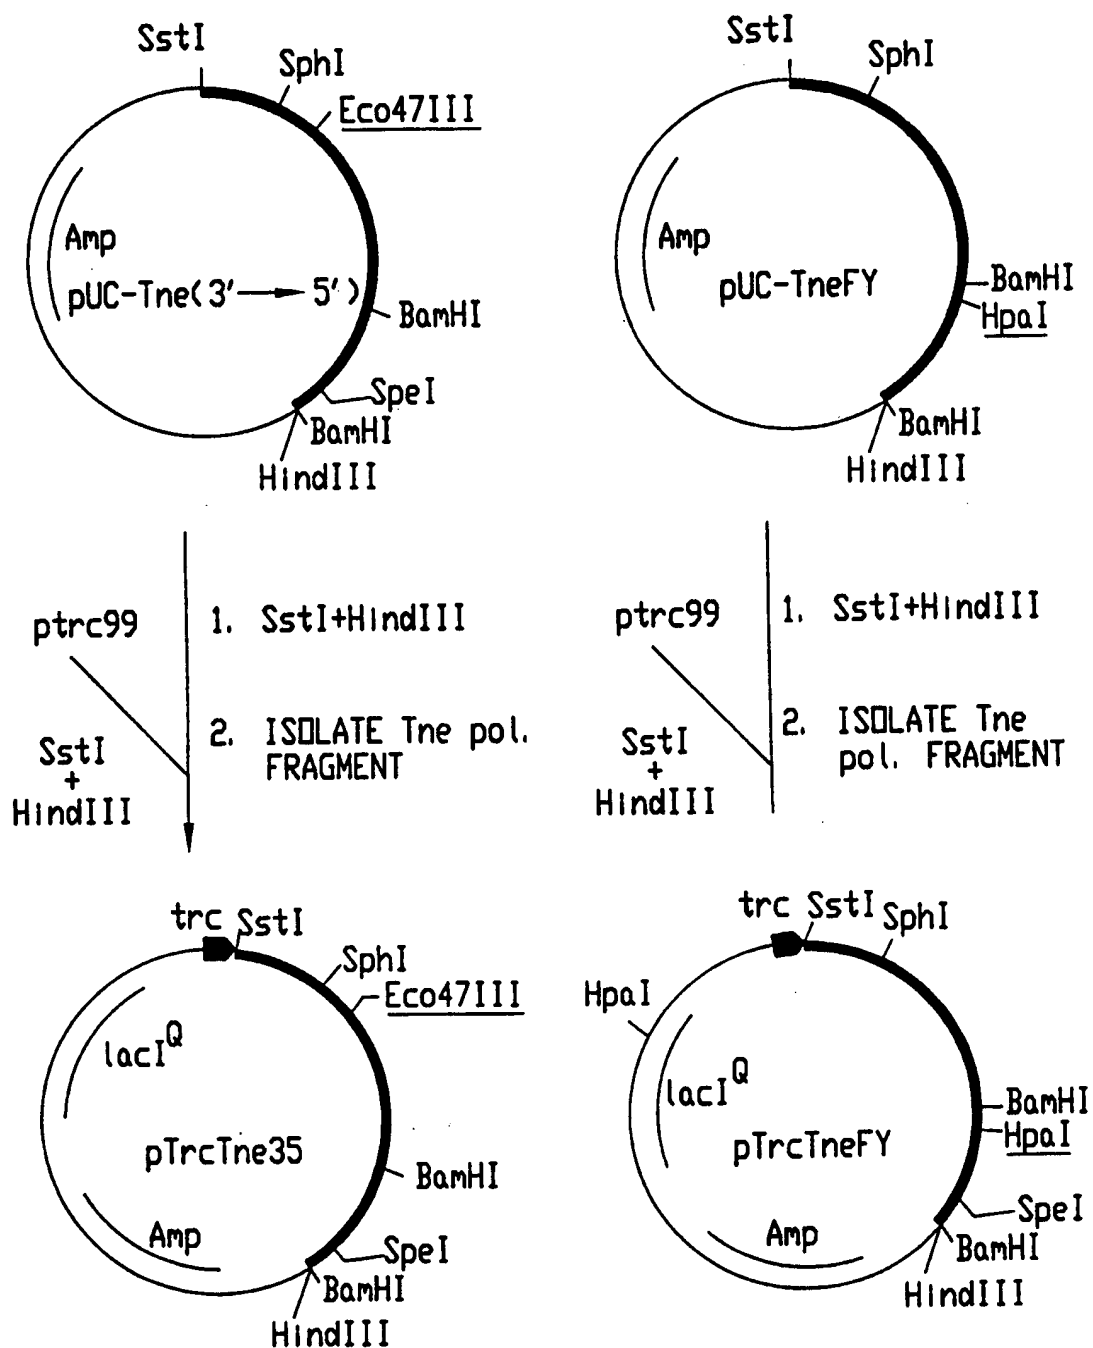 SstI
SphI
Eco47III
Amp
pUC-Tne(3'⟶5')
BamHI
SpeI
BamHI
HindIII
SstI
SphI
Amp
pUC-TneFY
BamHI
HpaI
BamHI
HindIII
ptrc99
SstI
+
HindIII
1. SstI+HindIII
2. ISOLATE Tne pol.
FRAGMENT
ptrc99
SstI
+
HindIII
1. SstI+HindIII
2. ISOLATE Tne
pol. FRAGMENT
trc SstI
SphI
Eco47III
lacI^Q
pTrcTne35
BamHI
Amp
SpeI
BamHI
HindIII
trc SstI SphI
HpaI
lacI^Q
BamHI
HpaI
pTrcTneFY
SpeI
Amp
BamHI
HindIII